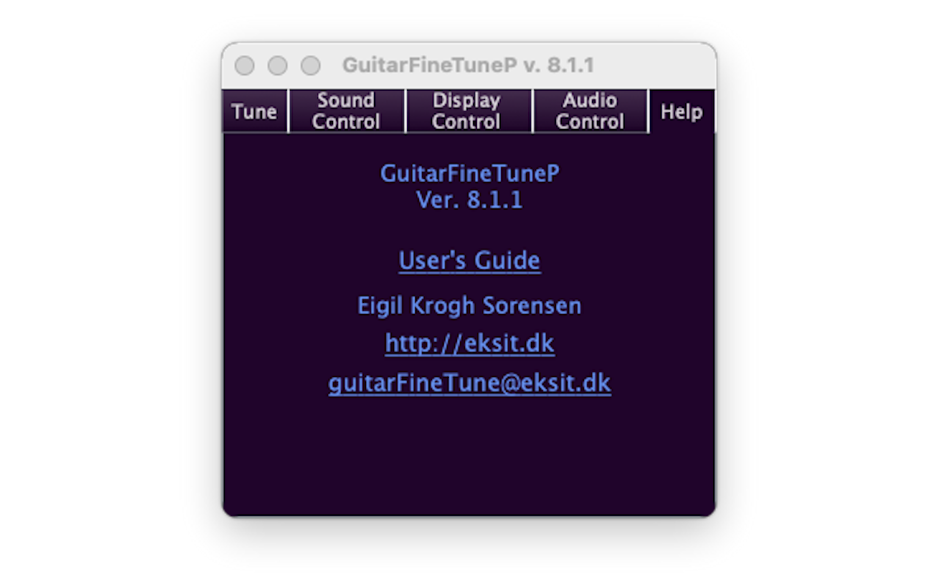 GuitarFineTuneP v. 8.1.1
Tune
Sound
Control
Display
Control
Audio
Control
Help
GuitarFineTuneP
Ver. 8.1.1
User's Guide
Eigil Krogh Sorensen
http://eksit.dk
guitarFineTune@eksit.dk